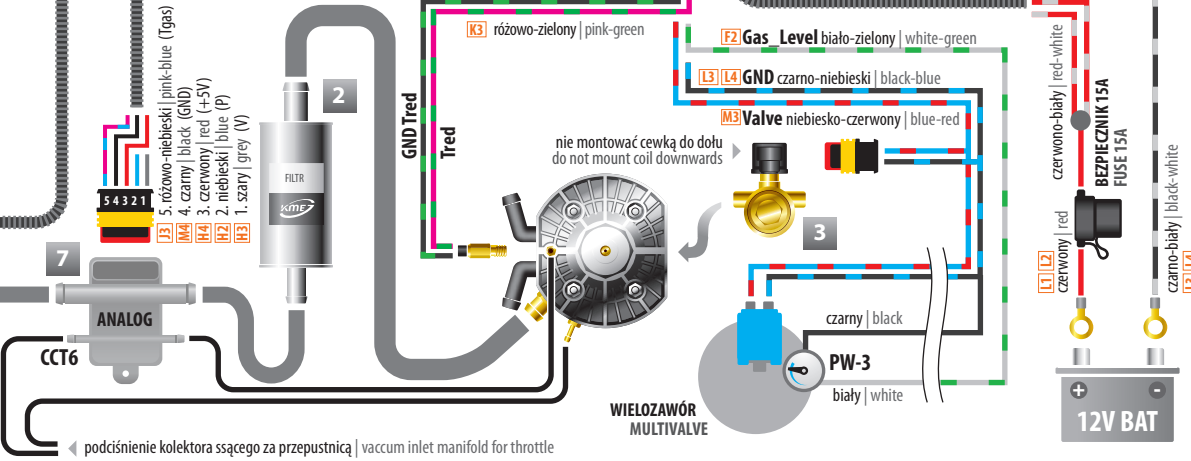 K3 różowo-zielony | pink-green
F2 Gas_Level biało-zielony | white-green
L3 L4 GND czarno-niebieski | black-blue
M3 Valve niebiesko-czerwony | blue-red
nie montować cewką do dołu
do not mount coil downwards
2
FILTR
KME
GND Tred
Tred
3
5 4 3 2 1
J3 5. różowo-niebieski | pink-blue (Tgas)
M4 4. czarny | black (GND)
H4 3. czerwony | red (+5V)
H2 2. niebieski | blue (P)
H3 1. szary | grey (V)
7
ANALOG
CCT6
czarny | black
PW-3
biały | white
WIELOZAWÓR
MULTIVALVE
podciśnienie kolektora ssącego za przepustnicą | vaccum inlet manifold for throttle
czerwono-biały | red-white
BEZPIECZNIK 15A
FUSE 15A
L1 L2
czerwony | red
czarno-biały | black-white
+ -
12V BAT